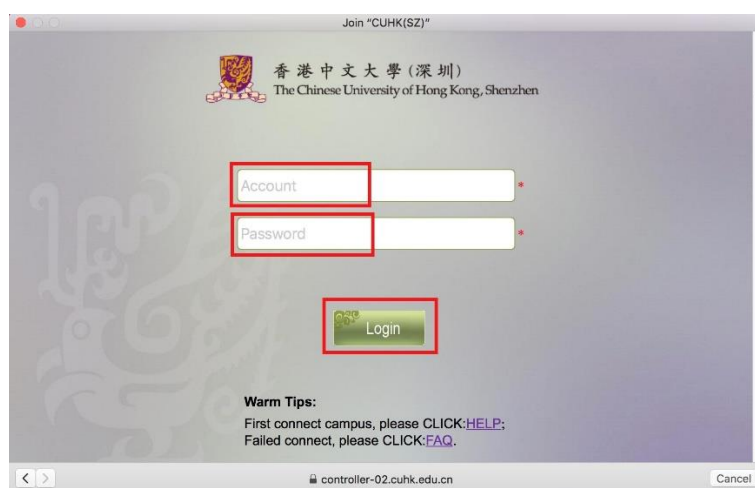 Join "CUHK(SZ)"
香港中文大學(深圳)
The Chinese University of Hong Kong, Shenzhen
Account *
Password *
Login
Warm Tips:
First connect campus, please CLICK:HELP;
Failed connect, please CLICK:FAQ.
controller-02.cuhk.edu.cn
Cancel